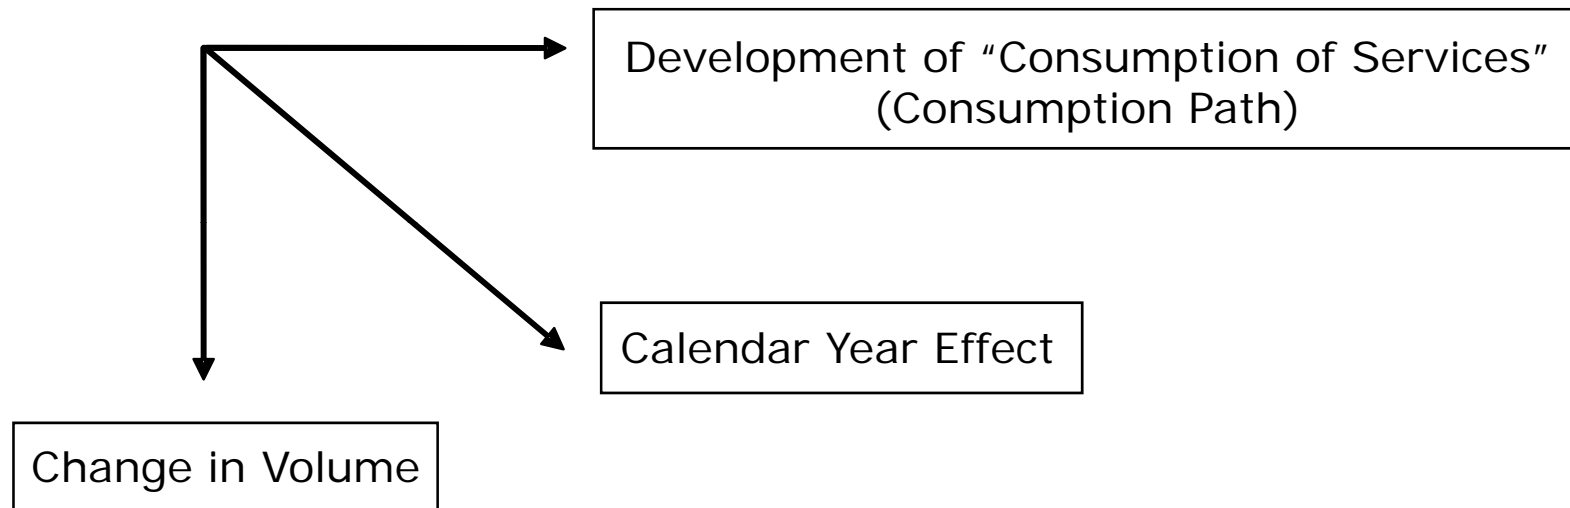 Development of “Consumption of Services”
(Consumption Path)
Calendar Year Effect
Change in Volume